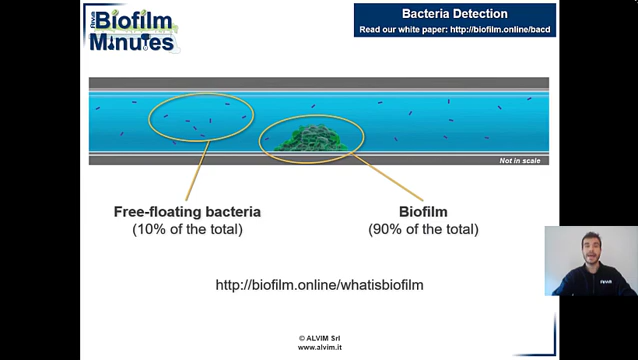 ALVIM
Biofilm
Minutes
Bacteria Detection
Read our white paper: http://biofilm.online/bacd
Not in scale
Free-floating bacteria
(10% of the total)
Biofilm
(90% of the total)
http://biofilm.online/whatisbiofilm
© ALVIM Srl
www.alvim.it